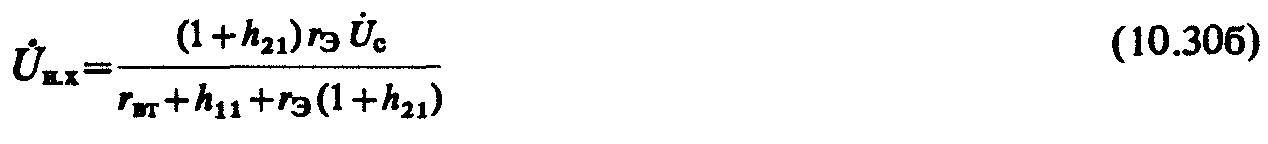 U̇н.х = (1 + h₂₁) rЭ U̇с / (rвт + h₁₁ + rЭ (1 + h₂₁)) (10.30б)